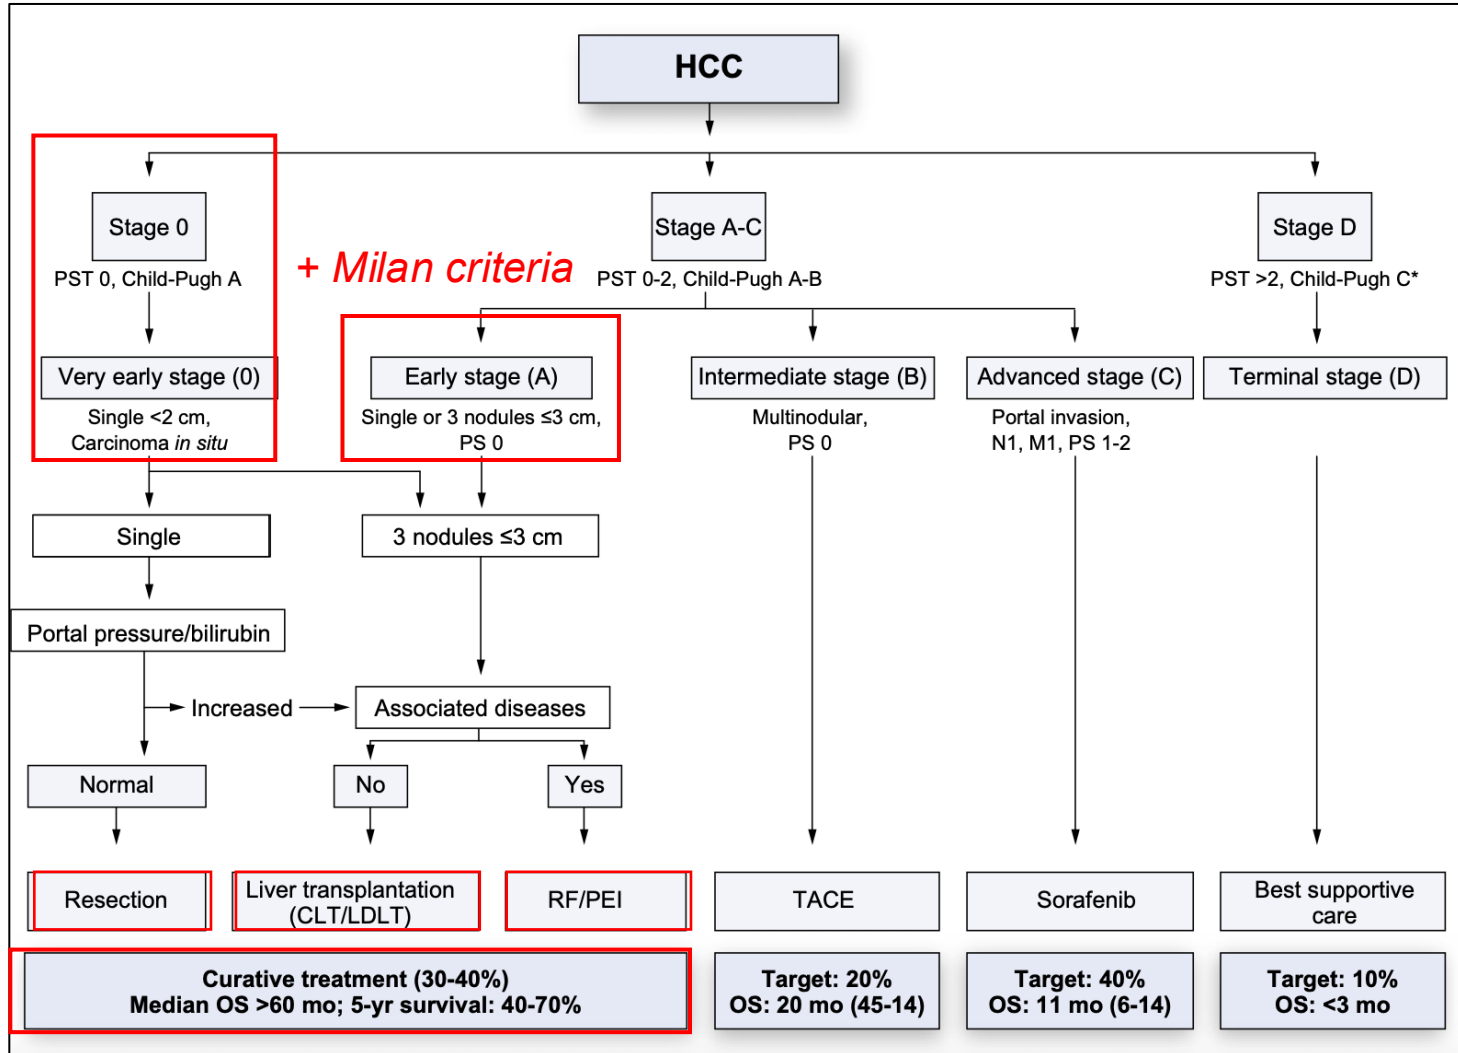 HCC
Stage 0
Stage A-C
Stage D
PST 0, Child-Pugh A
+ Milan criteria
PST 0-2, Child-Pugh A-B
PST >2, Child-Pugh C*
Very early stage (0)
Early stage (A)
Intermediate stage (B)
Advanced stage (C)
Terminal stage (D)
Single <2 cm,
Carcinoma in situ
Single or 3 nodules ≤3 cm,
PS 0
Multinodular,
PS 0
Portal invasion,
N1, M1, PS 1-2
Single
3 nodules ≤3 cm
Portal pressure/bilirubin
Increased
Associated diseases
Normal
No
Yes
Resection
Liver transplantation
(CLT/LDLT)
RF/PEI
TACE
Sorafenib
Best supportive
care
Curative treatment (30-40%)
Median OS >60 mo; 5-yr survival: 40-70%
Target: 20%
OS: 20 mo (45-14)
Target: 40%
OS: 11 mo (6-14)
Target: 10%
OS: <3 mo